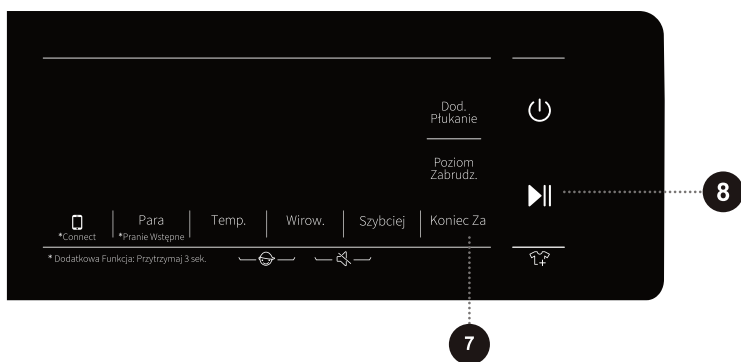 Dod.
Płukanie
Poziom
Zabrudz.
8
Para
Temp.
Wirow.
Szybciej
Koniec Za
*Connect
*Pranie Wstępne
* Dodatkowa Funkcja: Przytrzymaj 3 sek.
7